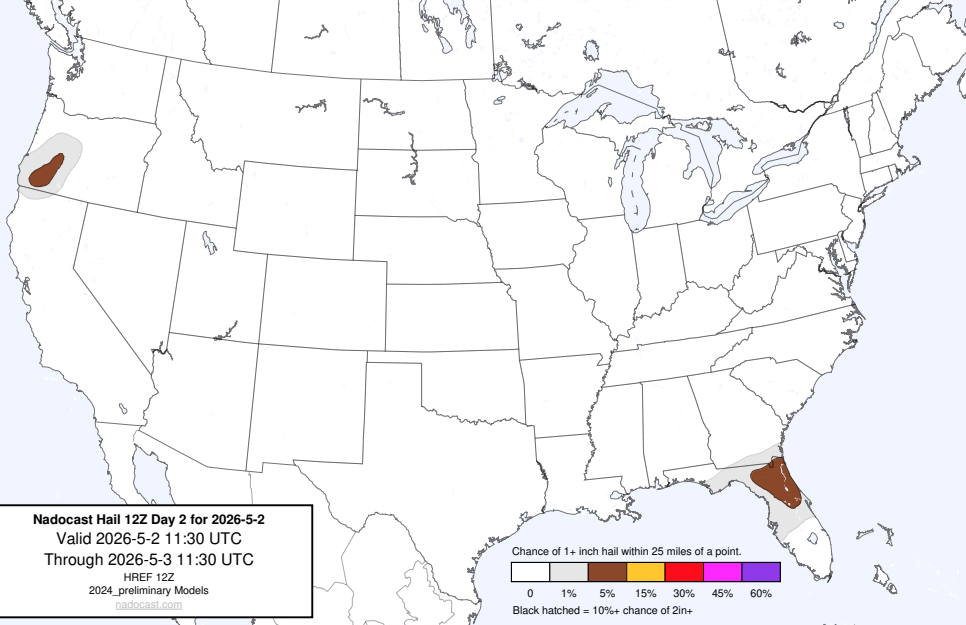 Nadocast Hail 12Z Day 2 for 2026-5-2
Valid 2026-5-2 11:30 UTC
Through 2026-5-3 11:30 UTC
HREF 12Z
2024_preliminary Models
nadocast.com
Chance of 1+ inch hail within 25 miles of a point.
0 1% 5% 15% 30% 45% 60%
Black hatched = 10%+ chance of 2in+